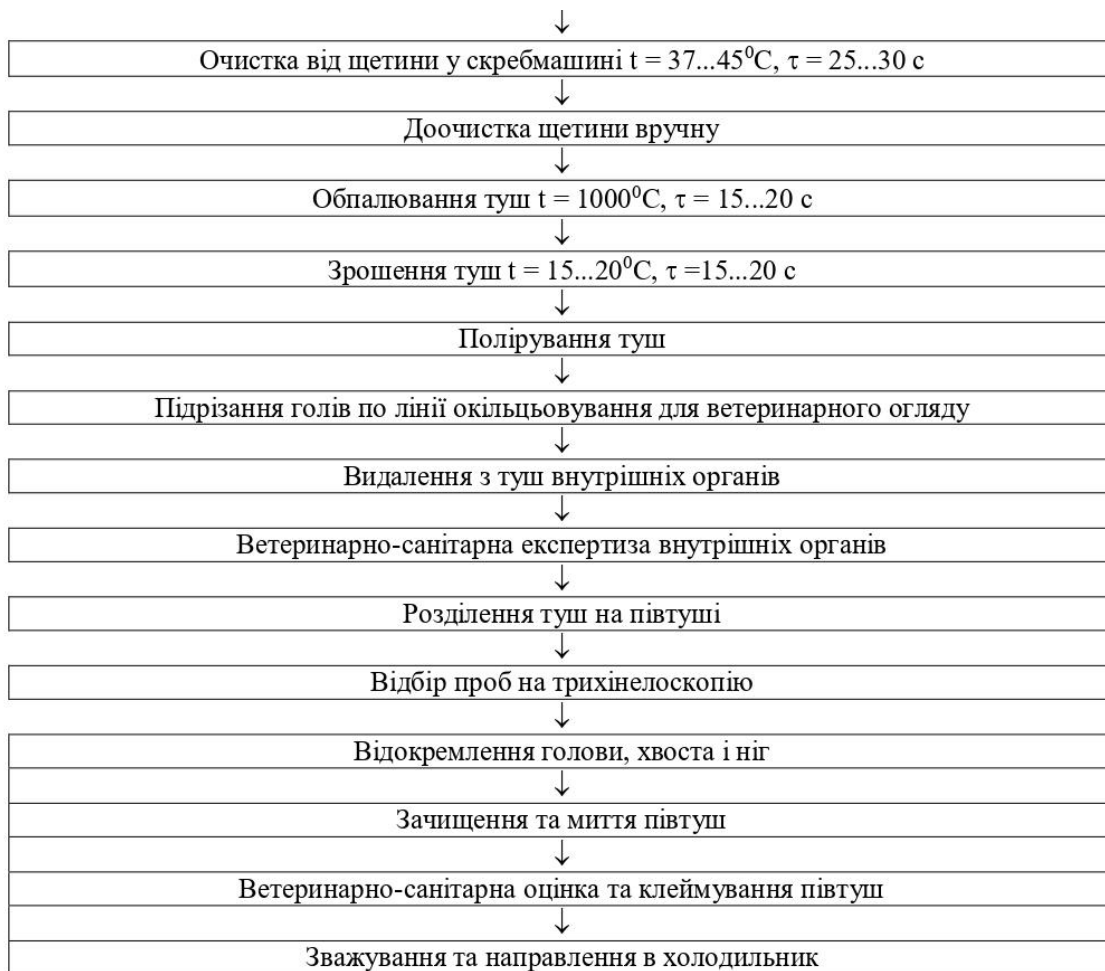 ↓
Очистка від щетини у скребмашині t = 37...45⁰С, τ = 25...30 с
↓
Доочистка щетини вручну
↓
Обпалювання туш t = 1000⁰С, τ = 15...20 с
↓
Зрошення туш t = 15...20⁰С, τ =15...20 с
↓
Полірування туш
↓
Підрізання голів по лінії окільцьовування для ветеринарного огляду
↓
Видалення з туш внутрішніх органів
↓
Ветеринарно-санітарна експертиза внутрішніх органів
↓
Розділення туш на півтуші
↓
Відбір проб на трихінелоскопію
↓
Відокремлення голови, хвоста і ніг
↓
Зачищення та миття півтуш
↓
Ветеринарно-санітарна оцінка та клеймування півтуш
↓
Зважування та направлення в холодильник